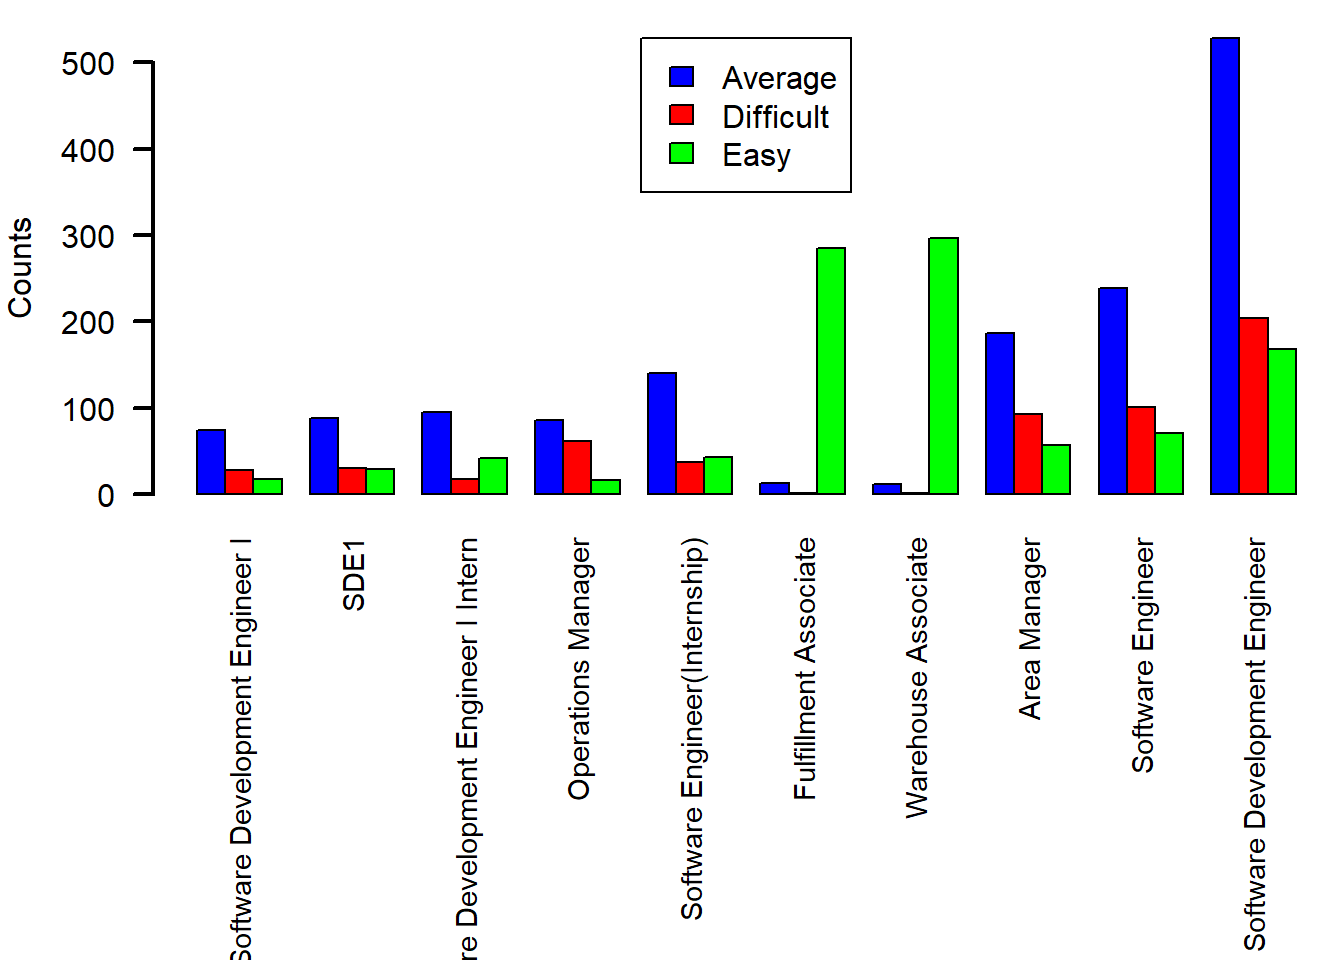 500
400
300
200
100
0
Counts
Average
Difficult
Easy
Software Development Engineer I
SDE1
re Development Engineer I Intern
Operations Manager
Software Engineer(Internship)
Fulfillment Associate
Warehouse Associate
Area Manager
Software Engineer
Software Development Engineer